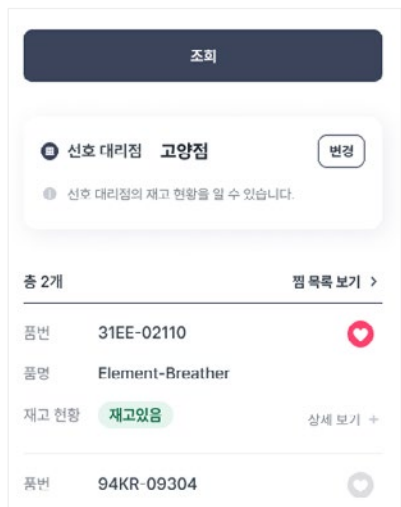 조회
선호 대리점 고양점 변경
선호 대리점의 재고 현황을 일 수 있습니다.
총 2개 찜 목록 보기 >
품번 31EE-02110
품명 Element-Breather
재고 현황 재고있음 상세 보기 +
품번 94KR-09304